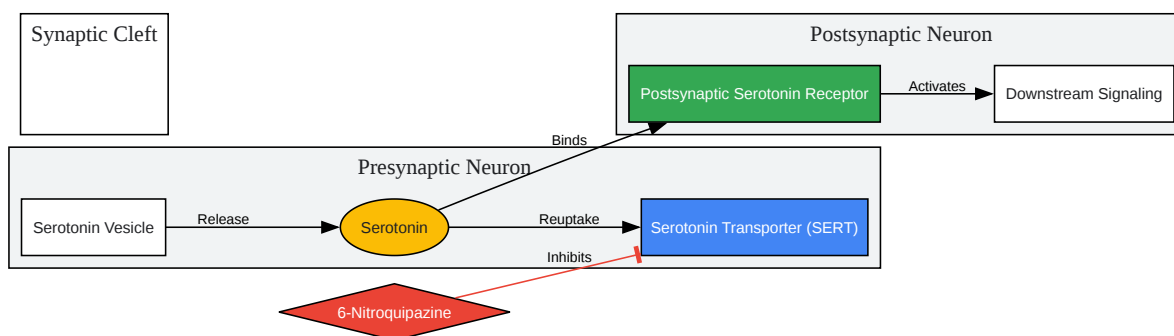 Synaptic Cleft
Postsynaptic Neuron
Postsynaptic Serotonin Receptor
Activates
Downstream Signaling
Binds
Presynaptic Neuron
Serotonin Vesicle
Release
Serotonin
Reuptake
Serotonin Transporter (SERT)
Inhibits
6-Nitroquipazine